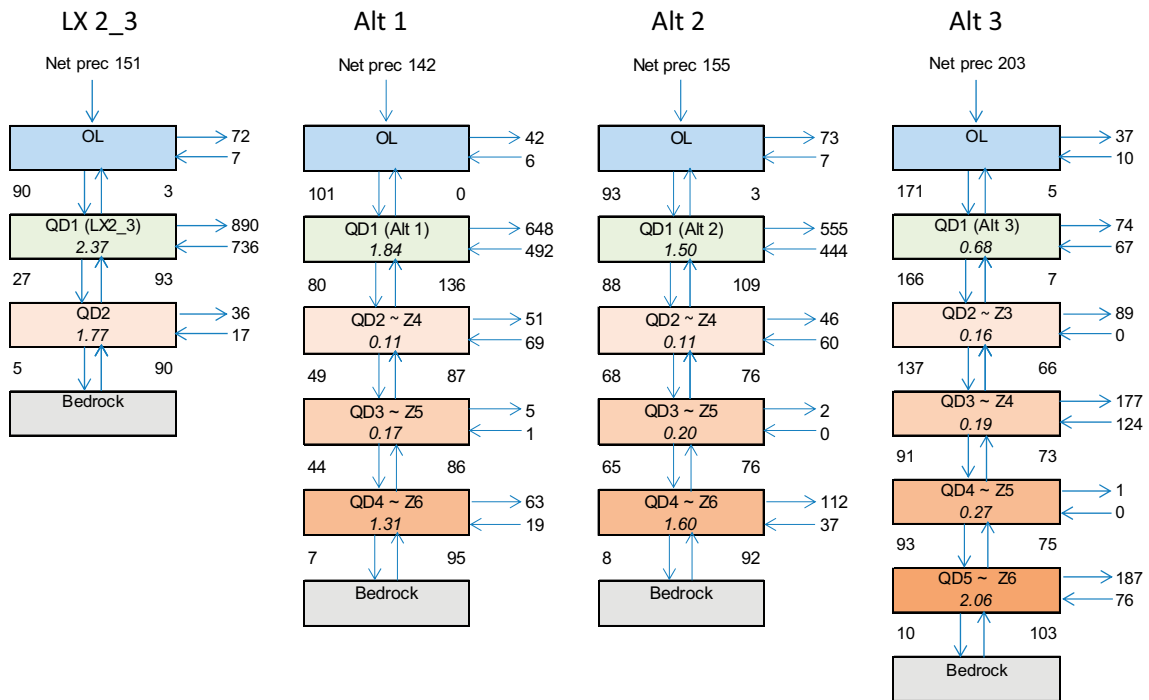 LX 2_3
Net prec 151
OL
72
7
90
3
QD1 (LX2_3)
2.37
890
736
27
93
QD2
1.77
36
17
5
90
Bedrock
Alt 1
Net prec 142
OL
42
6
101
0
QD1 (Alt 1)
1.84
648
492
80
136
QD2 ~ Z4
0.11
51
69
49
87
QD3 ~ Z5
0.17
5
1
44
86
QD4 ~ Z6
1.31
63
19
7
95
Bedrock
Alt 2
Net prec 155
OL
73
7
93
3
QD1 (Alt 2)
1.50
555
444
88
109
QD2 ~ Z4
0.11
46
60
68
76
QD3 ~ Z5
0.20
2
0
65
76
QD4 ~ Z6
1.60
112
37
8
92
Bedrock
Alt 3
Net prec 203
OL
37
10
171
5
QD1 (Alt 3)
0.68
74
67
166
7
QD2 ~ Z3
0.16
89
0
137
66
QD3 ~ Z4
0.19
177
124
91
73
QD4 ~ Z5
0.27
1
0
93
75
QD5 ~ Z6
2.06
187
76
10
103
Bedrock